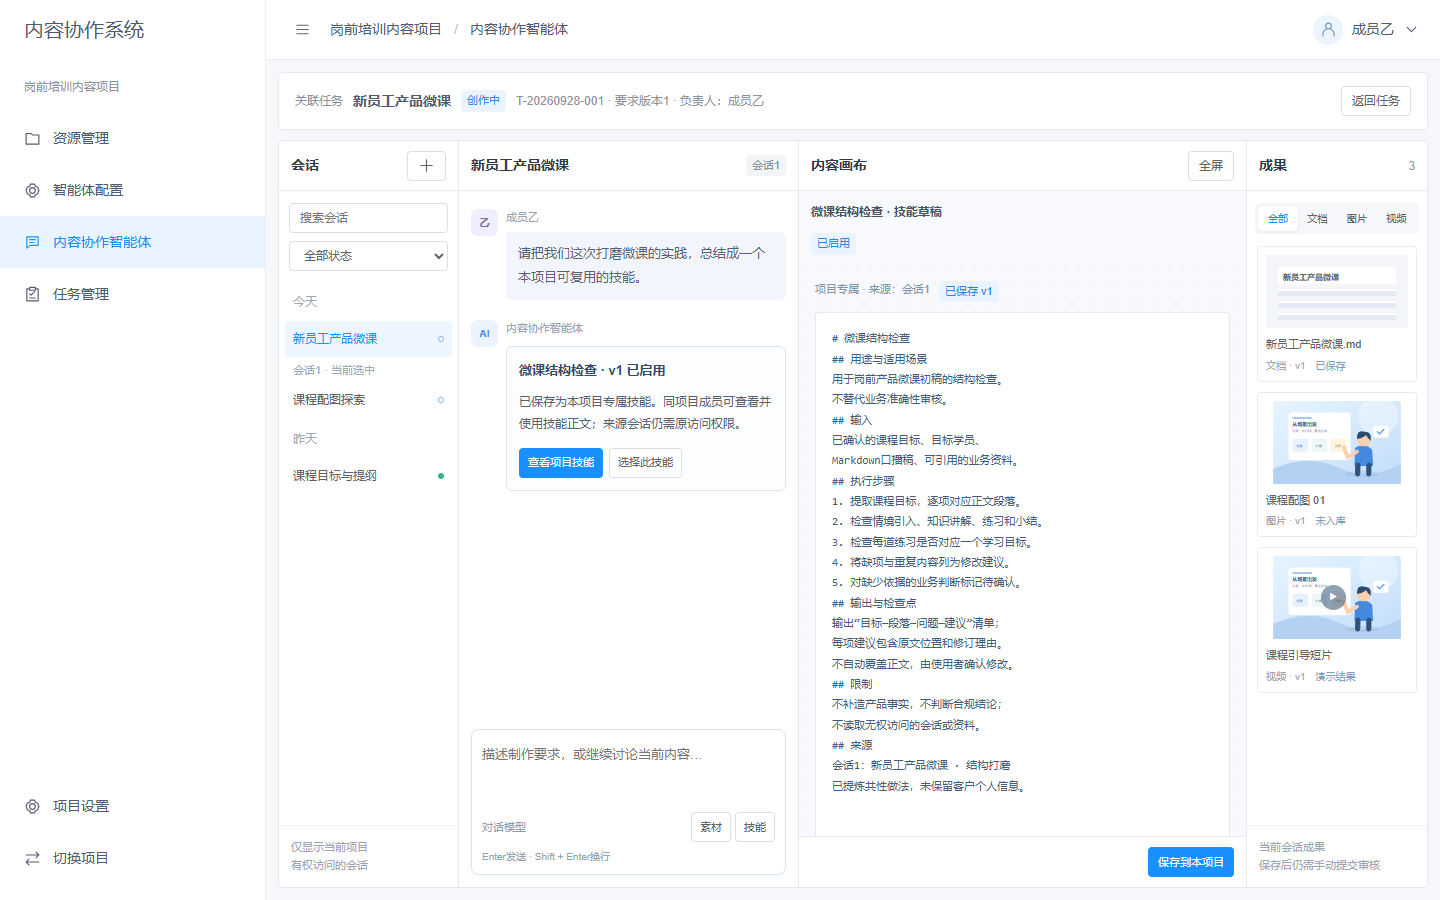 内容协作系统
岗前培训内容项目
资源管理
智能体配置
内容协作智能体
任务管理
项目设置
切换项目
岗前培训内容项目 / 内容协作智能体
成员乙
关联任务 新员工产品微课 创作中 T-20260928-001 · 要求版本1 · 负责人：成员乙
返回任务
会话
搜索会话
全部状态
今天
新员工产品微课
会话1 · 当前选中
课程配图探索
昨天
课程目标与提纲
仅显示当前项目
有权访问的会话
新员工产品微课
会话1
乙
成员乙
请把我们这次打磨微课的实践，总结成一个
本项目可复用的技能。
AI
内容协作智能体
微课结构检查 · v1 已启用
已保存为本项目专属技能。同项目成员可查看并
使用技能正文；来源会话仍需原访问权限。
查看项目技能
选择此技能
描述制作要求，或继续讨论当前内容...
对话模型
素材
技能
Enter发送 · Shift + Enter换行
内容画布
全屏
微课结构检查 · 技能草稿
已启用
项目专属 · 来源：会话1 已保存 v1
# 微课结构检查
## 用途与适用场景
用于岗前产品微课初稿的结构检查。
不替代业务准确性审核。
## 输入
已确认的课程目标、目标学员、
Markdown口播稿、可引用的业务资料。
## 执行步骤
1. 提取课程目标，逐项对应正文段落。
2. 检查情境引入、知识讲解、练习和小结。
3. 检查每道练习是否对应一个学习目标。
4. 将缺项与重复内容列为修改建议。
5. 对缺少依据的业务判断标记待确认。
## 输出与检查点
输出“目标—段落—问题—建议”清单；
每项建议包含原文位置和修订理由。
不自动覆盖正文，由使用者确认修改。
## 限制
不补造产品事实，不判断合规结论；
不读取无权访问的会话或资料。
## 来源
会话1：新员工产品微课 · 结构打磨
已提炼共性做法，未保留客户个人信息。
保存到本项目
成果
3
全部 文档 图片 视频
新员工产品微课
新员工产品微课.md
文档 · v1 已保存
从场景出发
课程配图 01
图片 · v1 未入库
从场景出发
课程引导短片
视频 · v1 演示结果
当前会话成果
保存后仍需手动提交审核